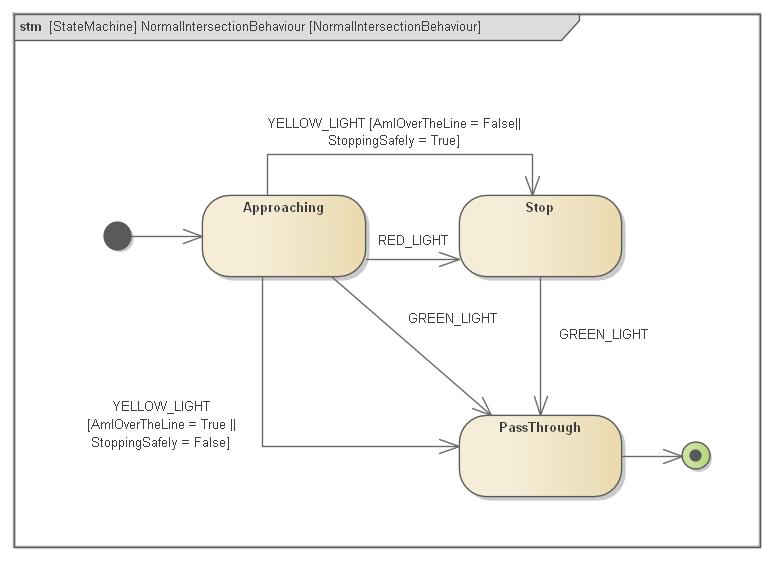 stm [StateMachine] NormalIntersectionBehaviour [NormalIntersectionBehaviour]
YELLOW_LIGHT [AmIOverTheLine = False||
StoppingSafely = True]
Approaching
Stop
RED_LIGHT
GREEN_LIGHT
GREEN_LIGHT
YELLOW_LIGHT
[AmIOverTheLine = True ||
StoppingSafely = False]
PassThrough